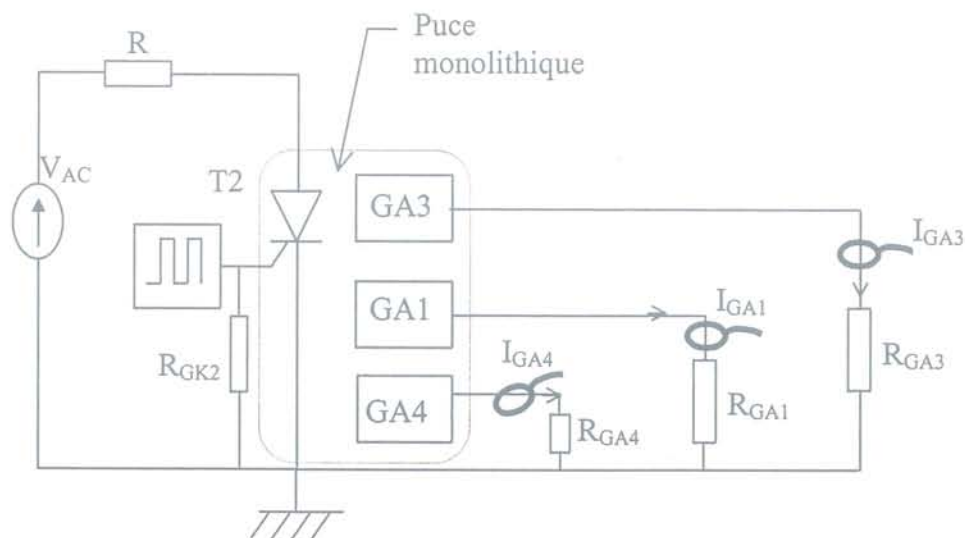 Puce
monolithique
R
V_AC
T2
GA3
I_GA3
GA1
I_GA1
R_GK2
I_GA4
R_GA3
GA4
R_GA1
R_GA4